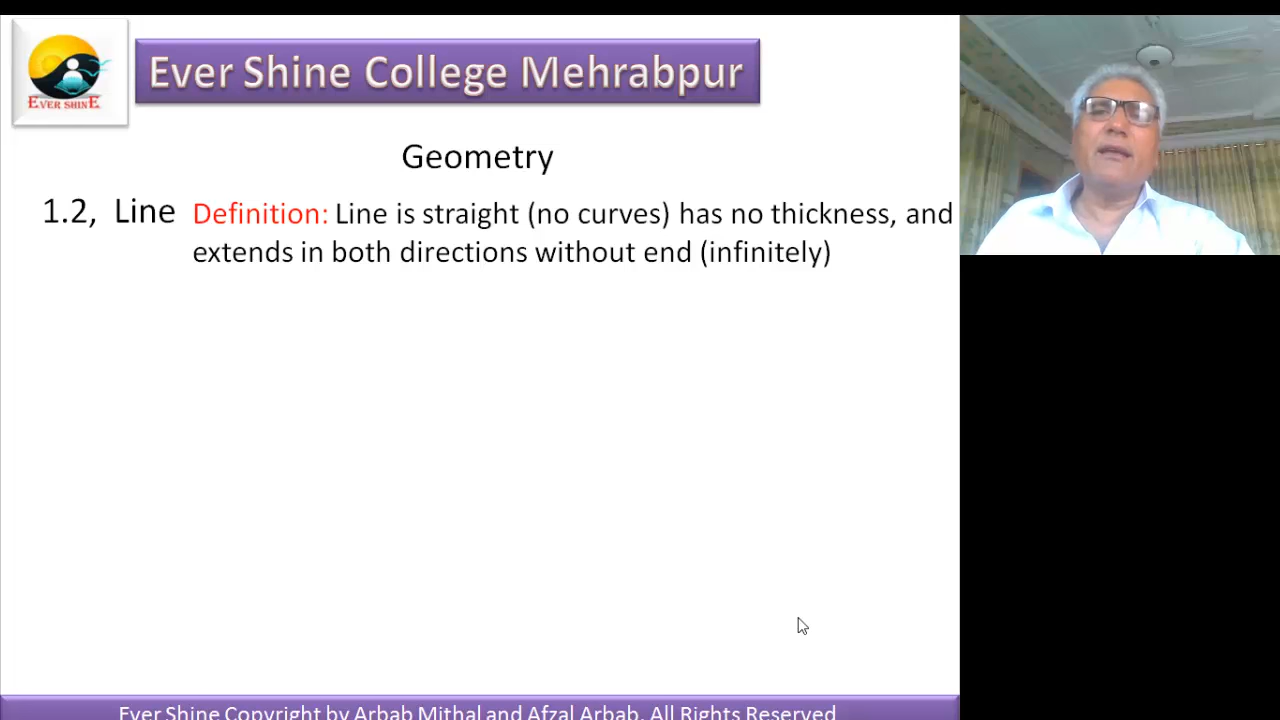 EVER SHINE
Ever Shine College Mehrabpur
Geometry
1.2, Line Definition: Line is straight (no curves) has no thickness, and
extends in both directions without end (infinitely)
Ever Shine Copyright by Arbab Mithal and Afzal Arbab. All Rights Reserved